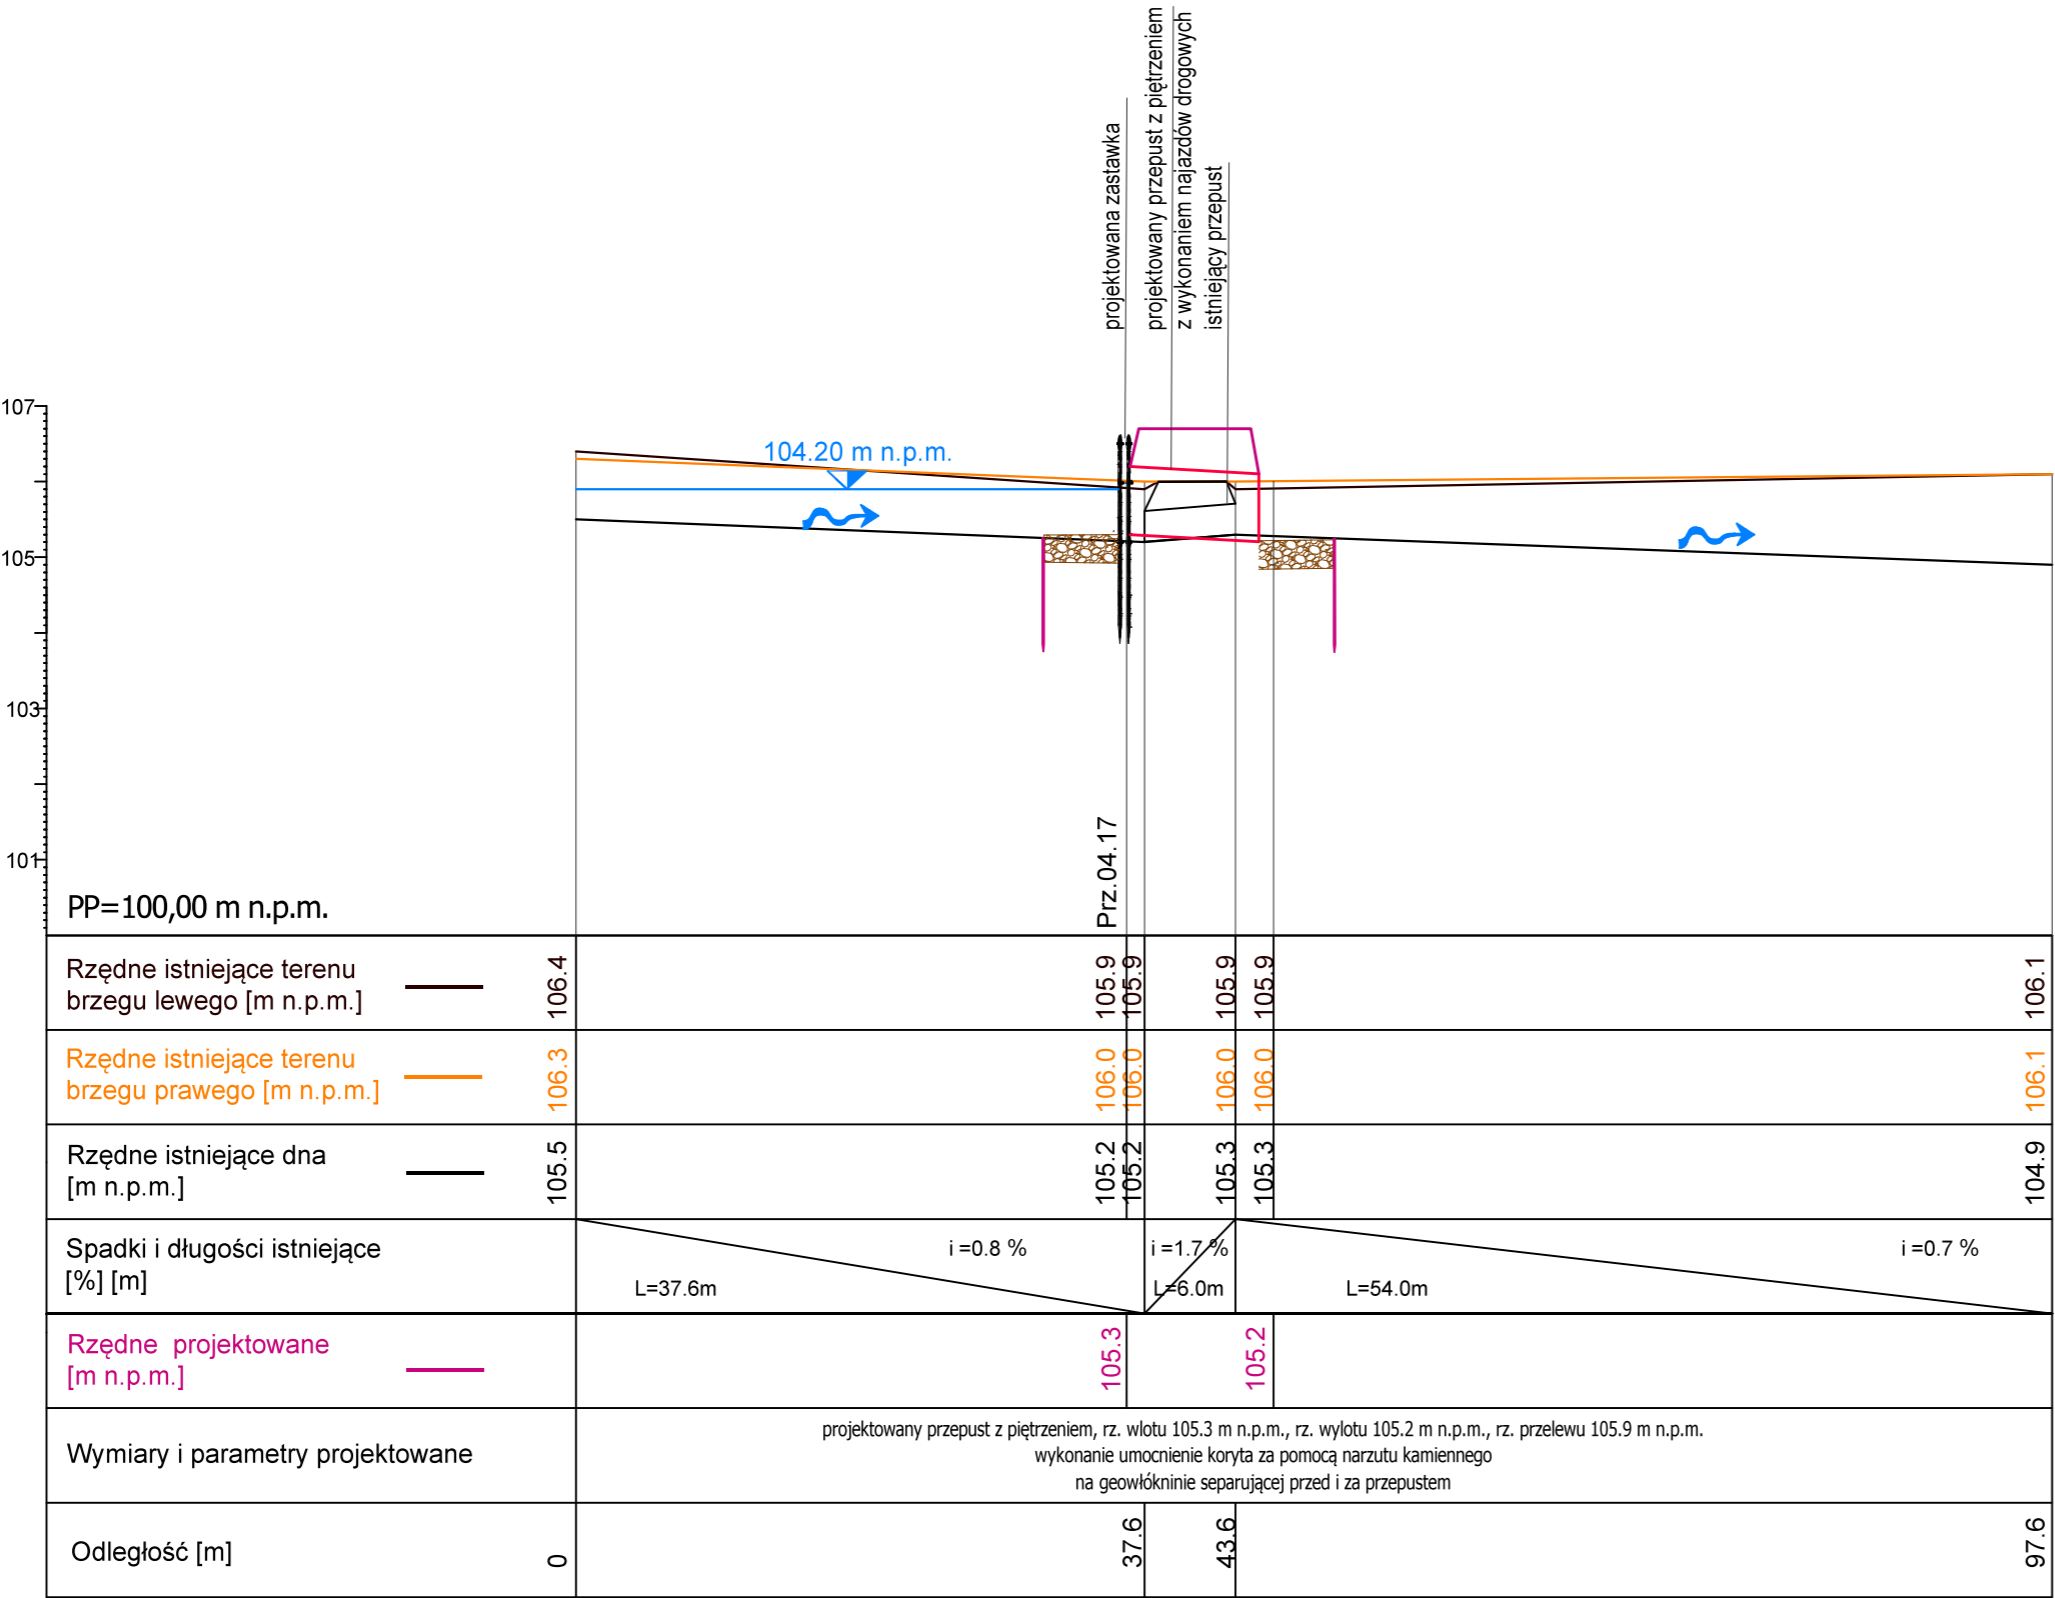 projektowana zastawka
projektowany przepust z piętrzeniem
z wykonaniem najazdów drogowych
istniejący przepust
107
105
103
101
104.20 m n.p.m.
Prz.04.17
PP=100,00 m n.p.m.
Rzędne istniejące terenu
brzegu lewego [m n.p.m.]
106.4
105.9
105.9
105.9
105.9
106.1
Rzędne istniejące terenu
brzegu prawego [m n.p.m.]
106.3
106.0
106.0
106.0
106.0
106.1
Rzędne istniejące dna
[m n.p.m.]
105.5
105.2
105.2
105.3
105.3
104.9
Spadki i długości istniejące
[%] [m]
i =0.8 %
L=37.6m
i =1.7 %
L=6.0m
i =0.7 %
L=54.0m
Rzędne projektowane
[m n.p.m.]
105.3
105.2
Wymiary i parametry projektowane
projektowany przepust z piętrzeniem, rz. wlotu 105.3 m n.p.m., rz. wylotu 105.2 m n.p.m., rz. przelewu 105.9 m n.p.m.
wykonanie umocnienie koryta za pomocą narzutu kamiennego
na geowłókninie separującej przed i za przepustem
Odległość [m]
0
37.6
43.6
97.6